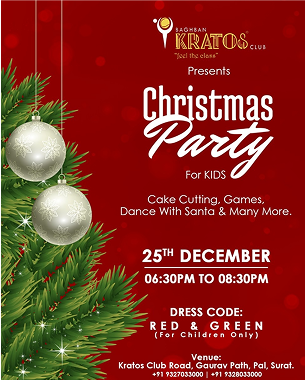 BAGHBAN
KRATOS CLUB
"feel the class"
Presents
Christmas
Party
For KIDS
Cake Cutting, Games,
Dance With Santa & Many More.
25TH DECEMBER
06:30PM TO 08:30PM
DRESS CODE:
RED & GREEN
(For Children Only)
Venue:
Kratos Club Road, Gaurav Path, Pal, Surat.
+91 9327033000 || +91 9328033000